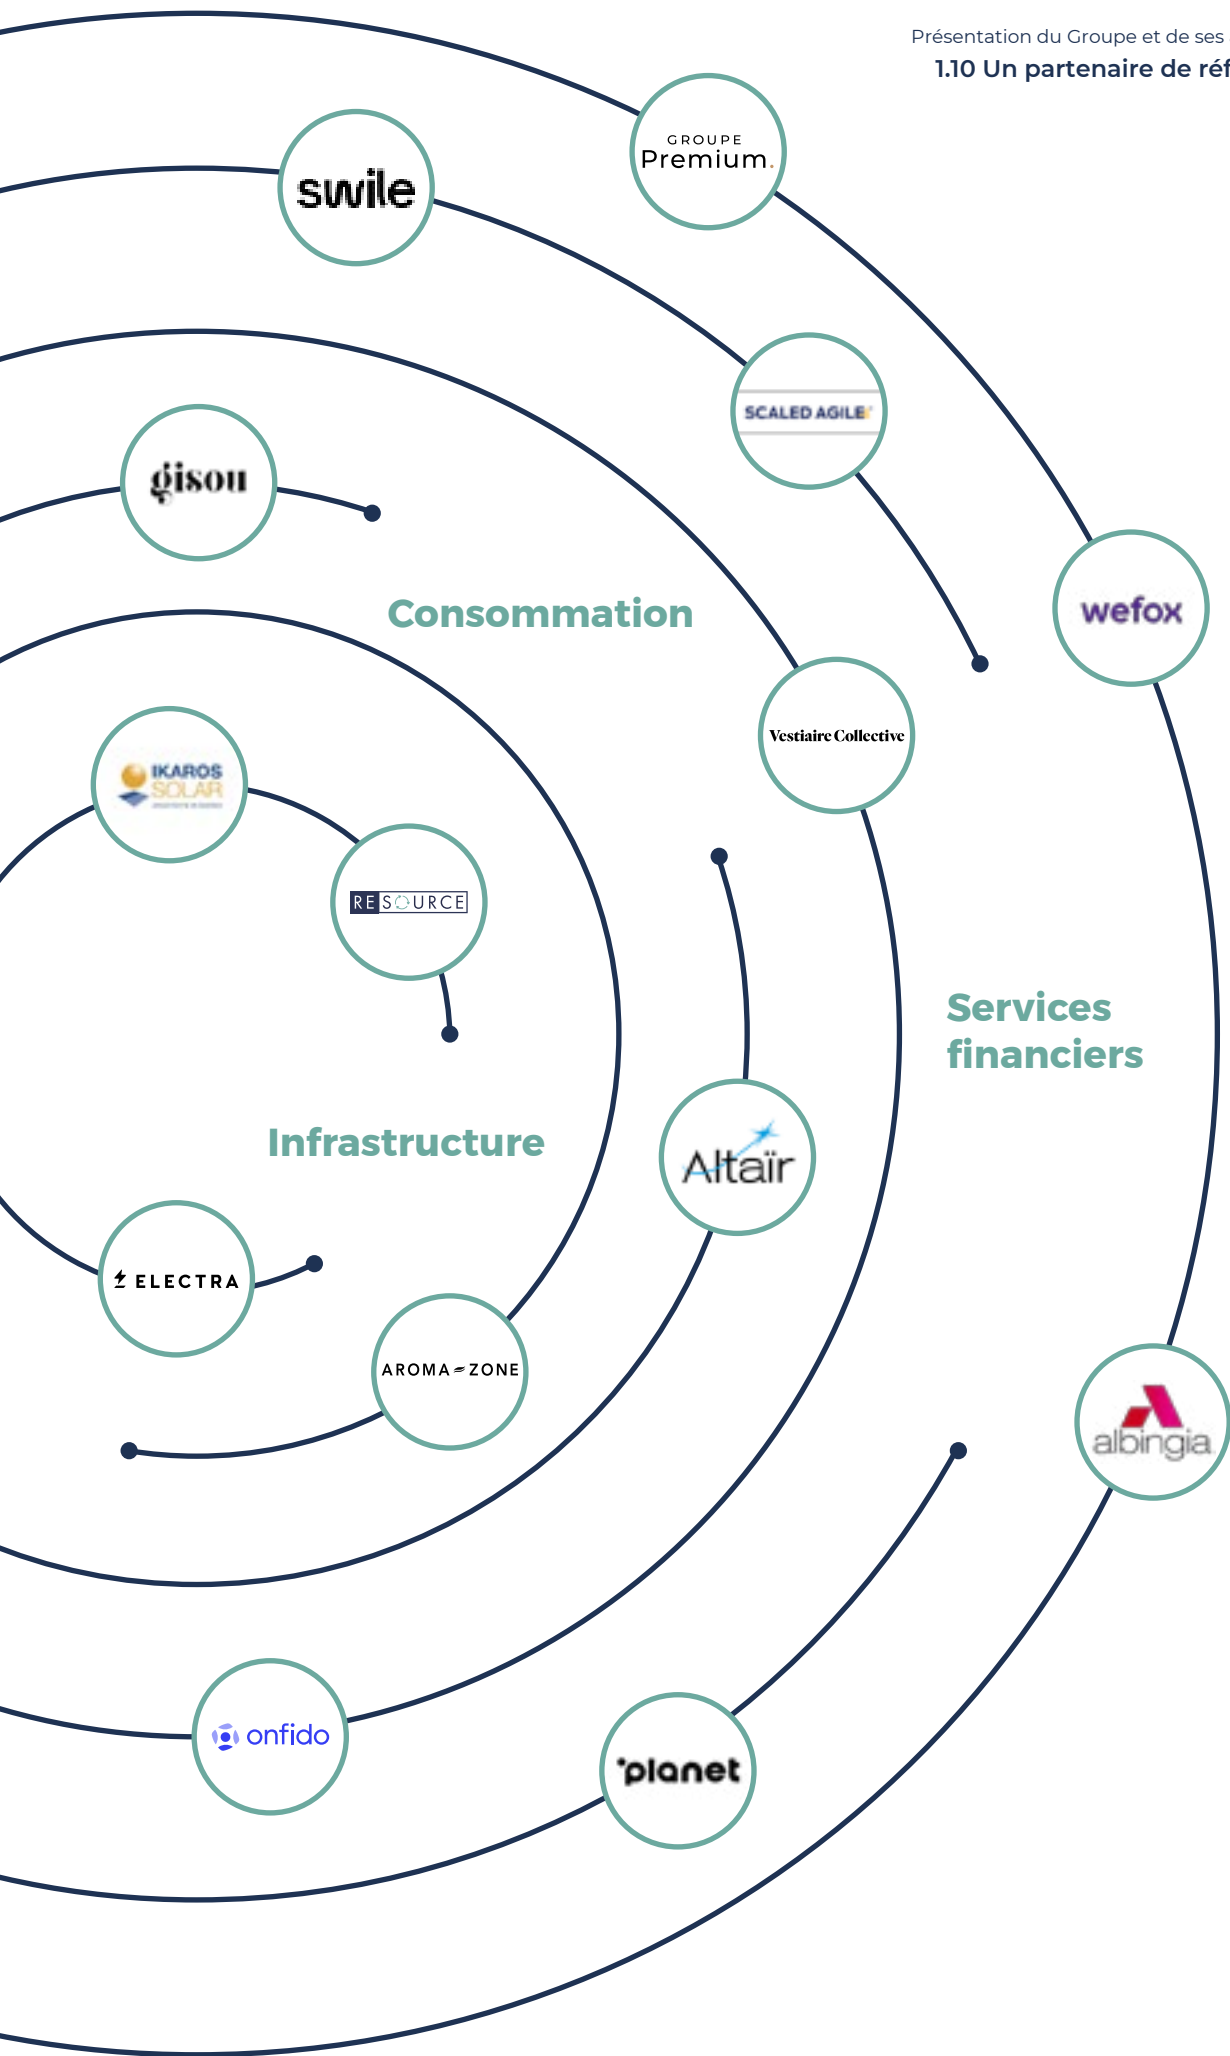 Présentation du Groupe et de ses
1.10 Un partenaire de réf
GROUPE
Premium.
swile
SCALED AGILE
gisou
Consommation
wefox
Vestiaire Collective
IKAROS
SOLAR
RESOURCE
Services
financiers
Infrastructure
Altaïr
ELECTRA
AROMA-ZONE
albingia
onfido
planet